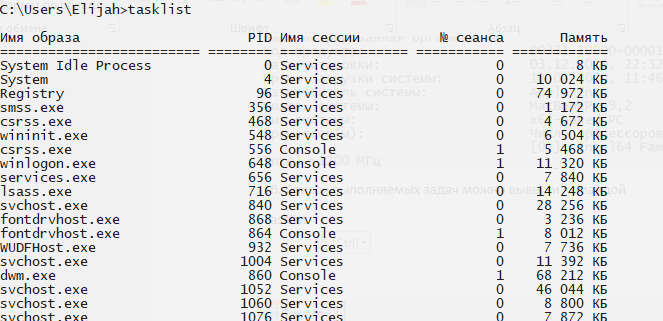 C:\Users\Elijah>tasklist
Имя образа PID Имя сессии № сеанса Память
========================= ======== ================ =========== ============
System Idle Process 0 Services 0 8 КБ
System 4 Services 0 10 024 КБ
Registry 96 Services 0 74 972 КБ
smss.exe 356 Services 0 1 172 КБ
csrss.exe 468 Services 0 4 672 КБ
wininit.exe 548 Services 0 6 504 КБ
csrss.exe 556 Console 1 5 468 КБ
winlogon.exe 648 Console 1 11 320 КБ
services.exe 656 Services 0 7 840 КБ
lsass.exe 716 Services 0 14 248 КБ
svchost.exe 840 Services 0 28 256 КБ
fontdrvhost.exe 868 Services 0 3 236 КБ
fontdrvhost.exe 864 Console 1 8 012 КБ
WUDFHost.exe 932 Services 0 7 736 КБ
svchost.exe 1004 Services 0 11 392 КБ
dwm.exe 860 Console 1 68 212 КБ
svchost.exe 1052 Services 0 46 044 КБ
svchost.exe 1060 Services 0 8 800 КБ
svchost.exe 1076 Services 0 7 872 КБ